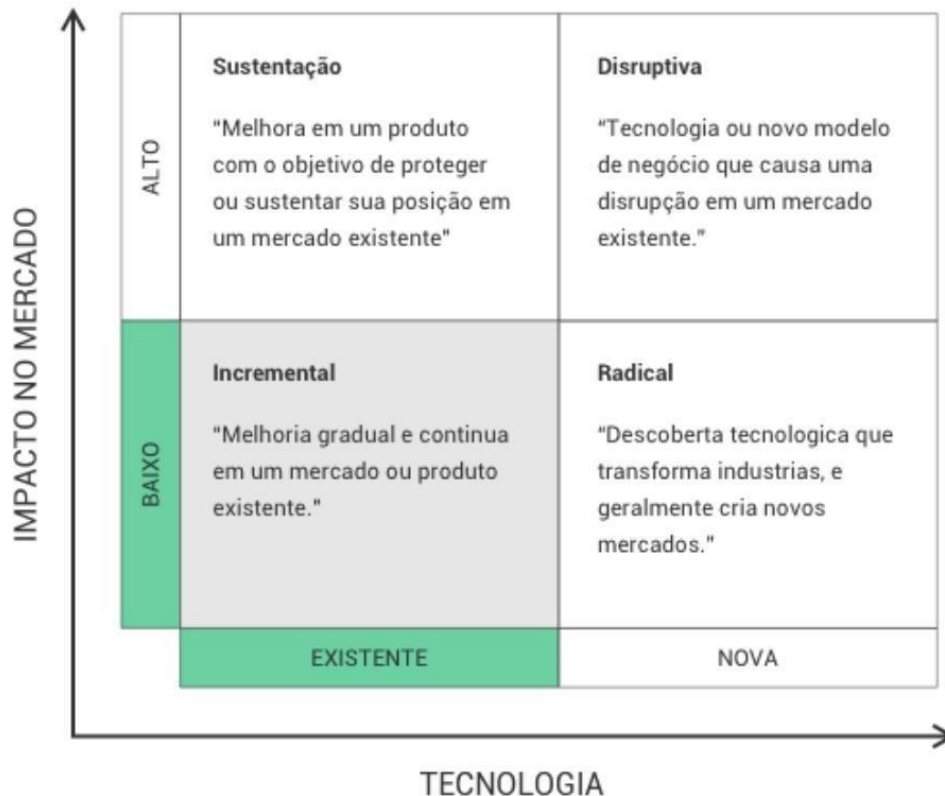 IMPACTO NO MERCADO
ALTO
Sustentação
"Melhora em um produto
com o objetivo de proteger
ou sustentar sua posição em
um mercado existente"
Disruptiva
"Tecnologia ou novo modelo
de negócio que causa uma
disrupção em um mercado
existente."
BAIXO
Incremental
"Melhoria gradual e continua
em um mercado ou produto
existente."
Radical
"Descoberta tecnologica que
transforma industrias, e
geralmente cria novos
mercados."
EXISTENTE
NOVA
TECNOLOGIA